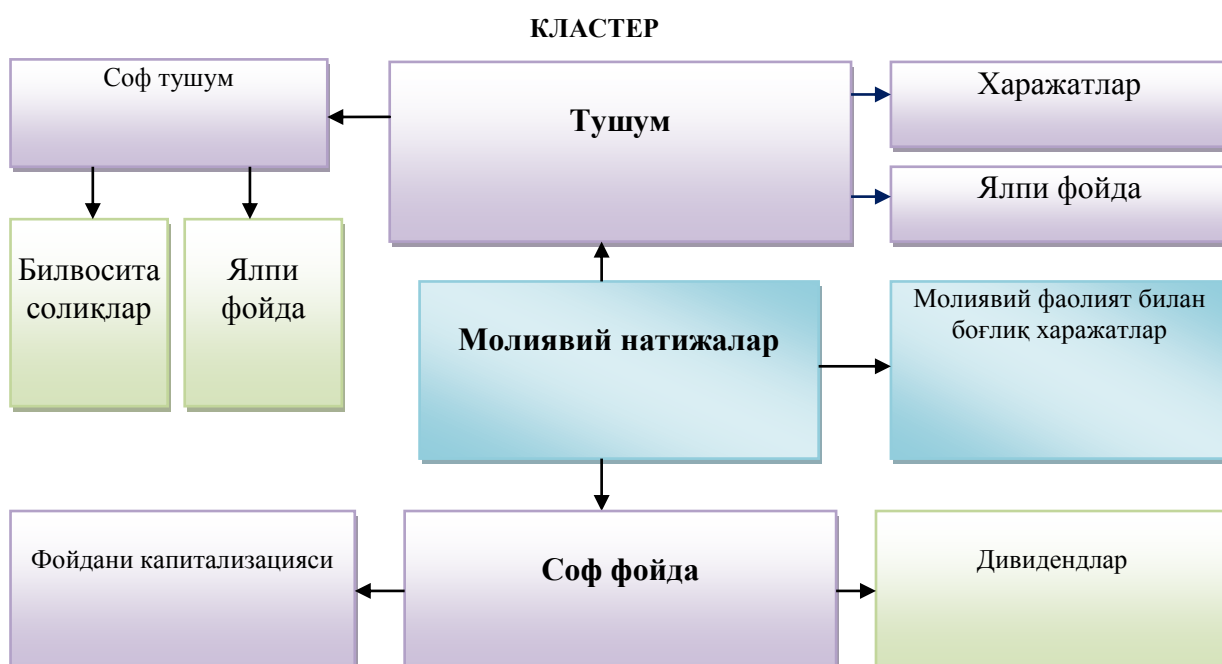 КЛАСТЕР
Соф тушум
Тушум
Харажатлар
Ялпи фойда
Билвосита
солиқлар
Ялпи
фойда
Молиявий натижалар
Молиявий фаолият билан
боғлиқ харажатлар
Фойдани капитализацияси
Соф фойда
Дивидендлар